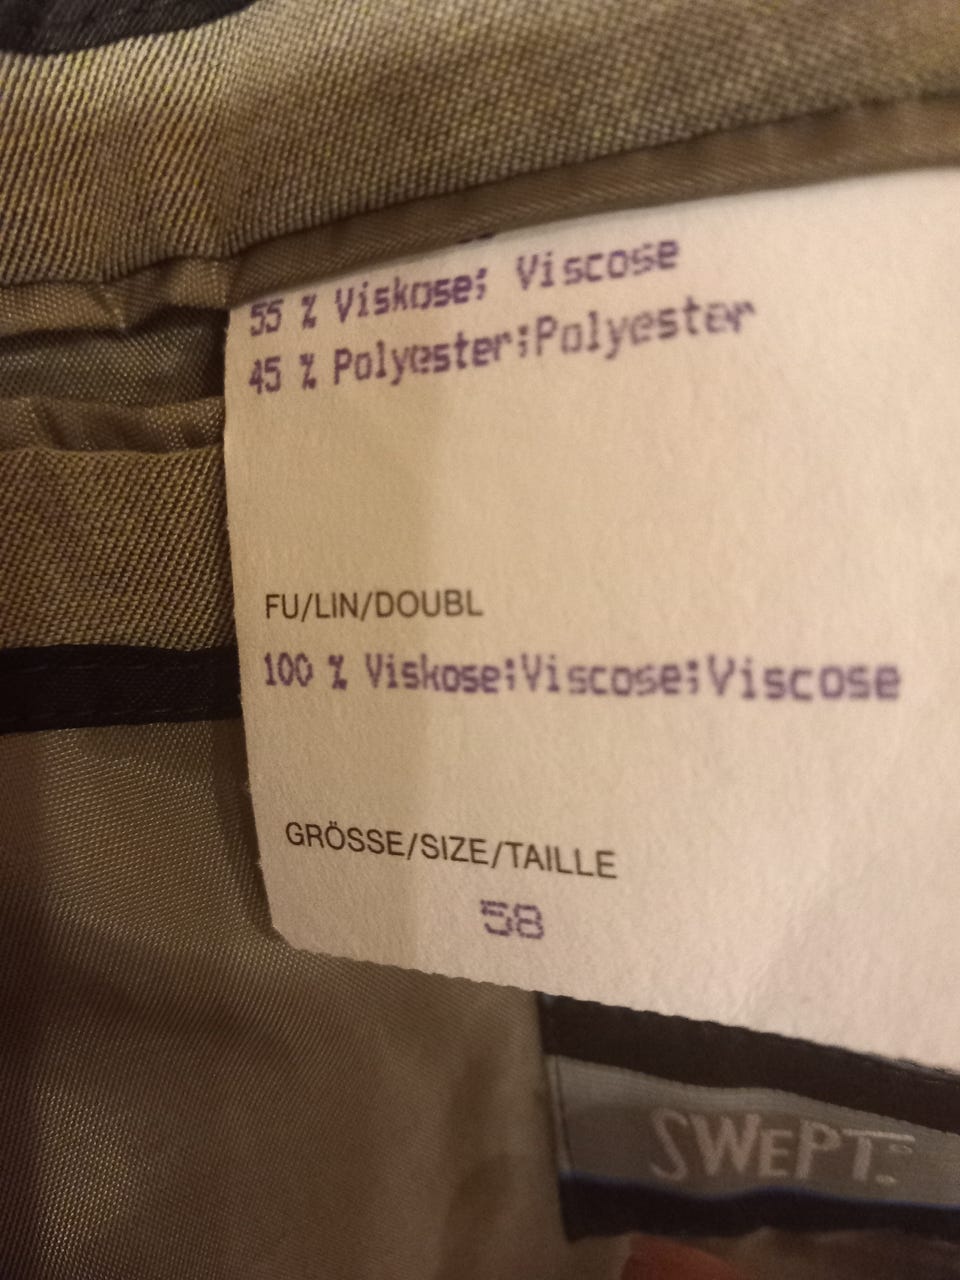 55 % Viskose; Viscose
45 % Polyester;Polyester
FU/LIN/DOUBL
100 % Viskose;Viscose;Viscose
GRÖSSE/SIZE/TAILLE
58
SWEPT.